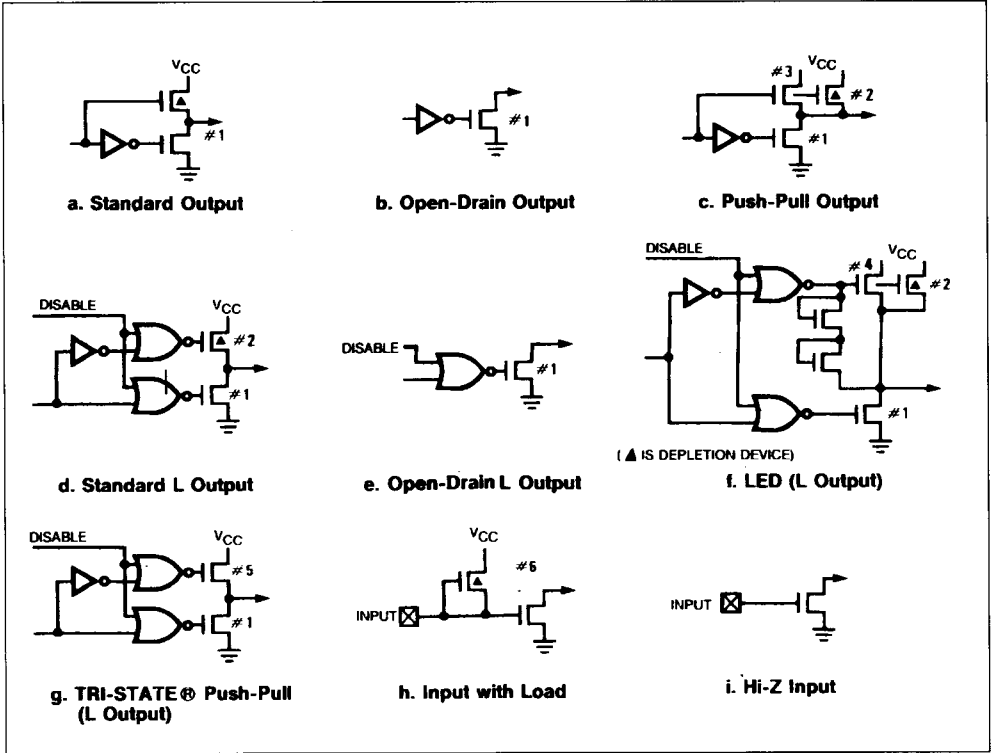 VCC
#1
a. Standard Output
#1
b. Open-Drain Output
#3
VCC
#2
#1
c. Push-Pull Output
DISABLE
VCC
#2
#1
d. Standard L Output
DISABLE
#1
e. Open-Drain L Output
DISABLE
VCC
#4
#2
#1
(▲ IS DEPLETION DEVICE)
f. LED (L Output)
DISABLE
VCC
#5
#1
g. TRI-STATE® Push-Pull
(L Output)
VCC
#6
INPUT
h. Input with Load
INPUT
i. Hi-Z Input